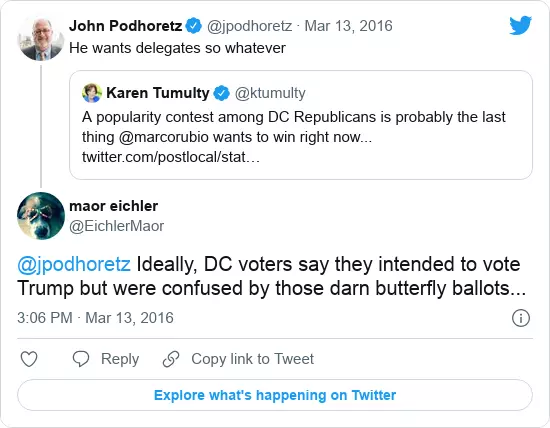 John Podhoretz @jpodhoretz · Mar 13, 2016
He wants delegates so whatever
Karen Tumulty @ktumulty
A popularity contest among DC Republicans is probably the last
thing @marcorubio wants to win right now...
twitter.com/postlocal/stat…
maor eichler
@EichlerMaor
@jpodhoretz Ideally, DC voters say they intended to vote
Trump but were confused by those darn butterfly ballots...
3:06 PM · Mar 13, 2016
Reply Copy link to Tweet
Explore what's happening on Twitter